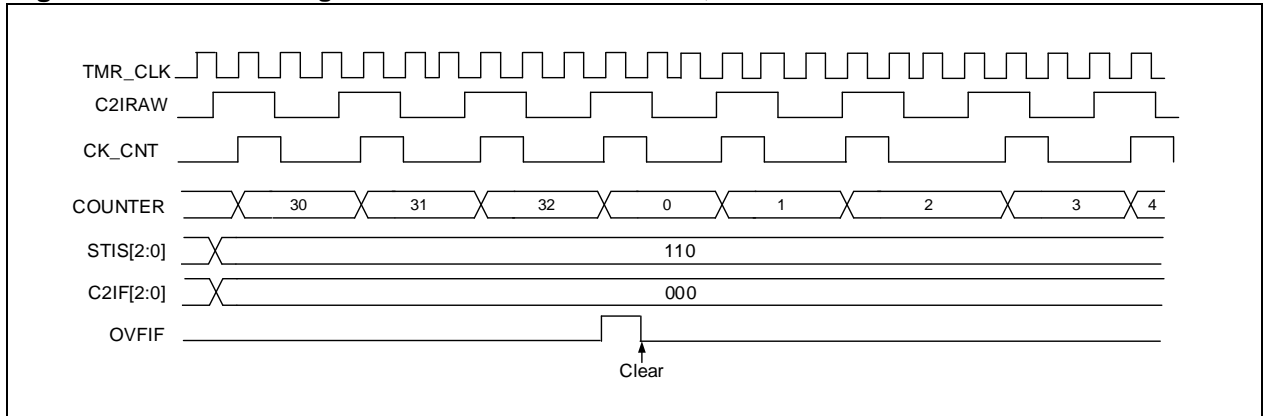 TMR_CLK
C2IRAW
CK_CNT
COUNTER 30 31 32 0 1 2 3 4
STIS[2:0] 110
C2IF[2:0] 000
OVFIF
Clear